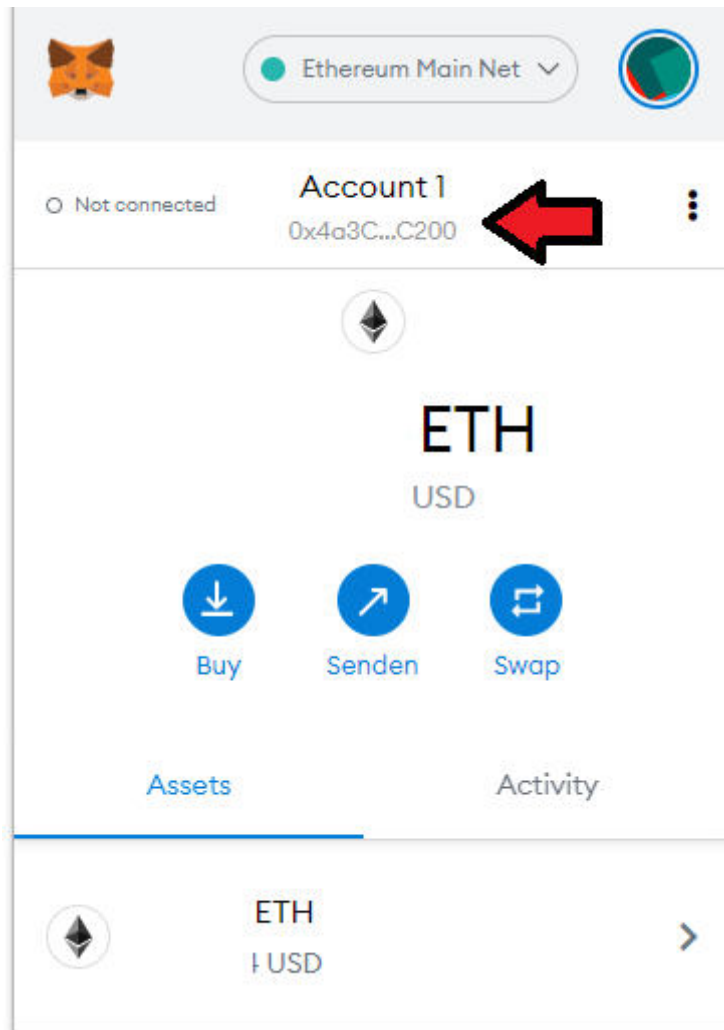 Ethereum Main Net
Not connected
Account 1
0x4a3C...C200
ETH
USD
Buy Senden Swap
Assets Activity
ETH
USD